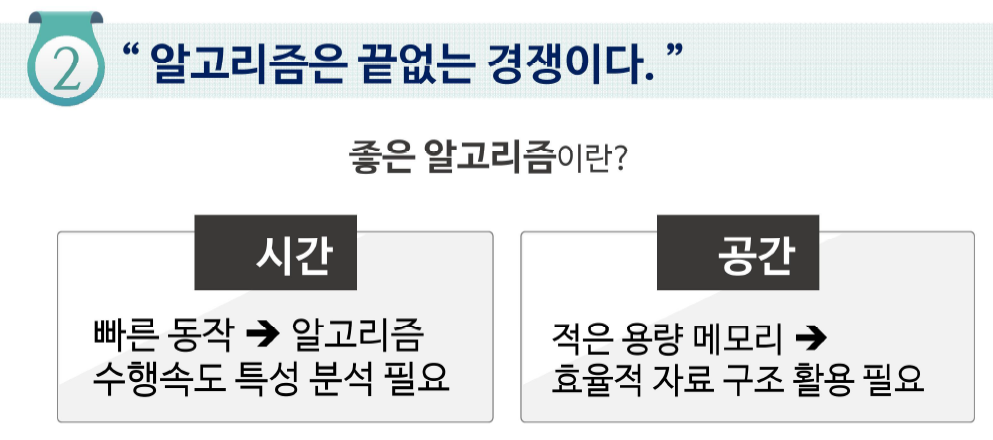 2 “ 알고리즘은 끝없는 경쟁이다. ”
좋은 알고리즘이란?
시간
빠른 동작 ➔ 알고리즘
수행속도 특성 분석 필요
공간
적은 용량 메모리 ➔
효율적 자료 구조 활용 필요